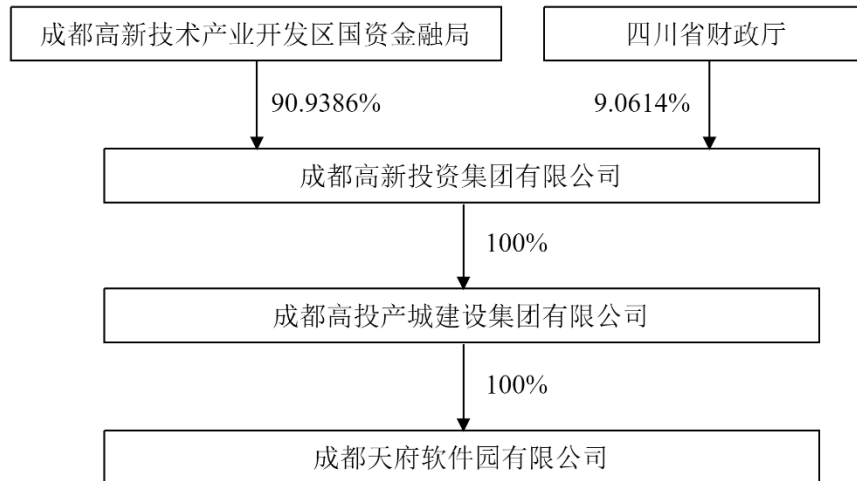 成都高新技术产业开发区国资金融局
四川省财政厅
90.9386%
9.0614%
成都高新投资集团有限公司
100%
成都高投产城建设集团有限公司
100%
成都天府软件园有限公司